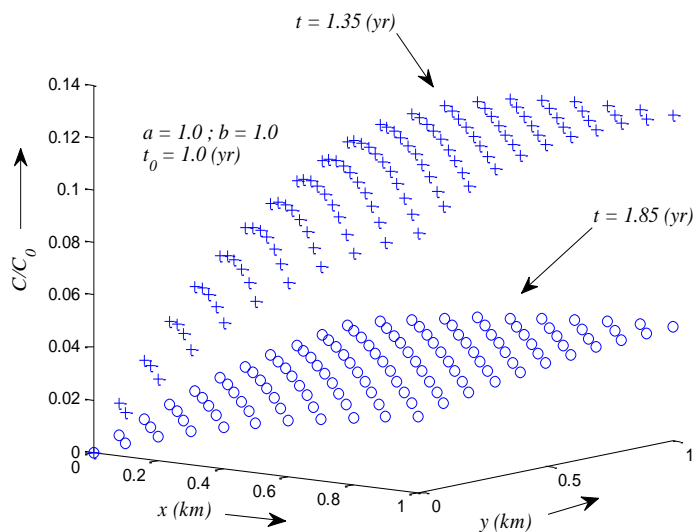 t = 1.35 (yr)
0.14
0.12
a = 1.0 ; b = 1.0
t0 = 1.0 (yr)
0.1
t = 1.85 (yr)
0.08
C/C0
0.06
0.04
0.02
0
0
0.2
0.4
0.6
0.8
1
0
0.5
1
x (km)
y (km)